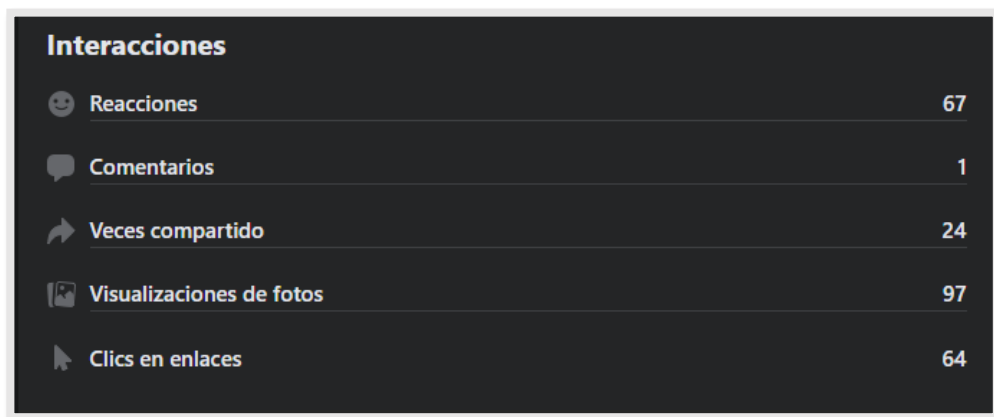 Interacciones
Reacciones 67
Comentarios 1
Veces compartido 24
Visualizaciones de fotos 97
Clics en enlaces 64